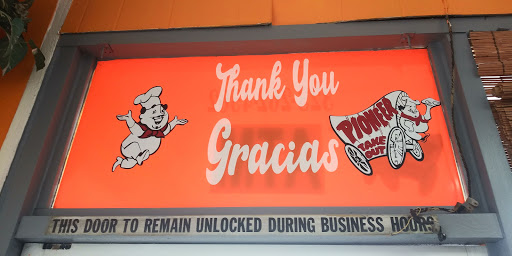 Thank You
Gracias
PIONEER
TAKE
OUT
THIS DOOR TO REMAIN UNLOCKED DURING BUSINESS HOURS